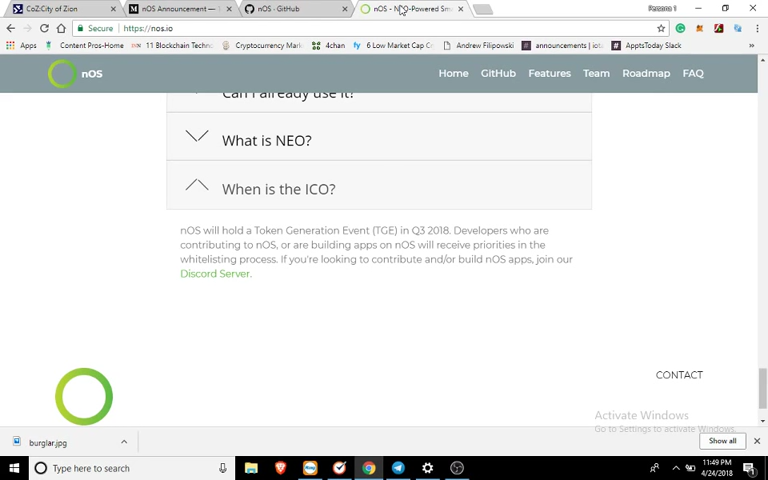 CoZ:City of Zion
nOS Announcement —
nOS · GitHub
nOS - NEO-Powered Sm
Secure
https://nos.io
Apps
Content Pros-Home
11 Blockchain Techno
Cryptocurrency Mark
4chan
6 Low Market Cap C
Andrew Filipowski
announcements | iot
ApptsToday Slack
nOS
Home
GitHub
Features
Team
Roadmap
FAQ
Can I already use it?
What is NEO?
When is the ICO?
nOS will hold a Token Generation Event (TGE) in Q3 2018. Developers who are
contributing to nOS, or are building apps on nOS will receive priorities in the
whitelisting process. If you're looking to contribute and/or build nOS apps, join our
Discord Server.
CONTACT
Activate Windows
Go to Settings to activate Windows.
burglar.jpg
Show all
Type here to search
11:49 PM
4/24/2018